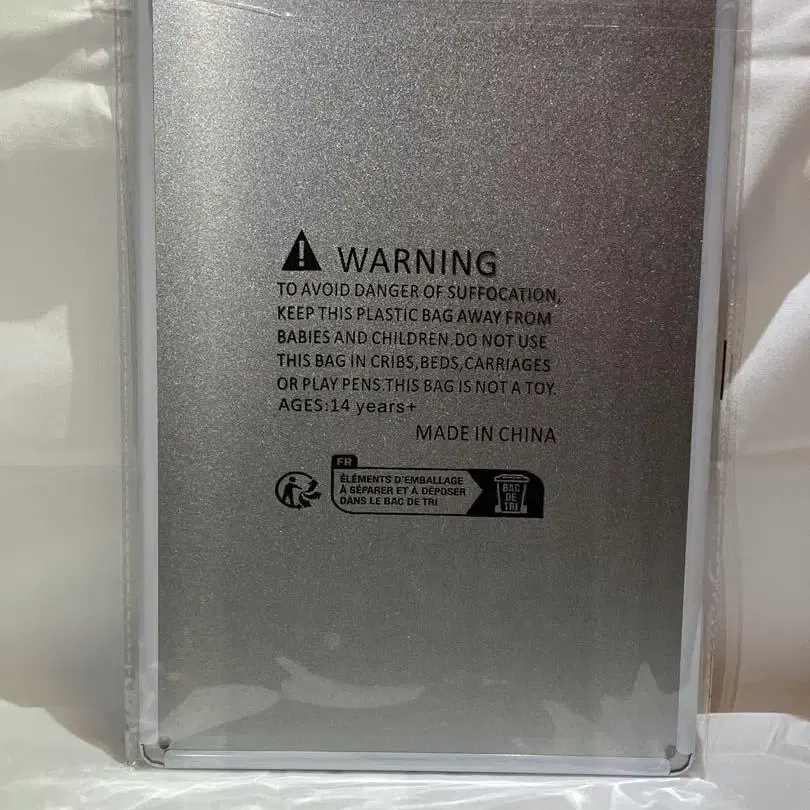 WARNING
TO AVOID DANGER OF SUFFOCATION,
KEEP THIS PLASTIC BAG AWAY FROM
BABIES AND CHILDREN.DO NOT USE
THIS BAG IN CRIBS,BEDS,CARRIAGES
OR PLAY PENS.THIS BAG IS NOT A TOY.
AGES:14 years+
MADE IN CHINA
FR
ÉLÉMENTS D'EMBALLAGE
À SÉPARER ET À DÉPOSER
DANS LE BAC DE TRI
BAC
DE
TRI